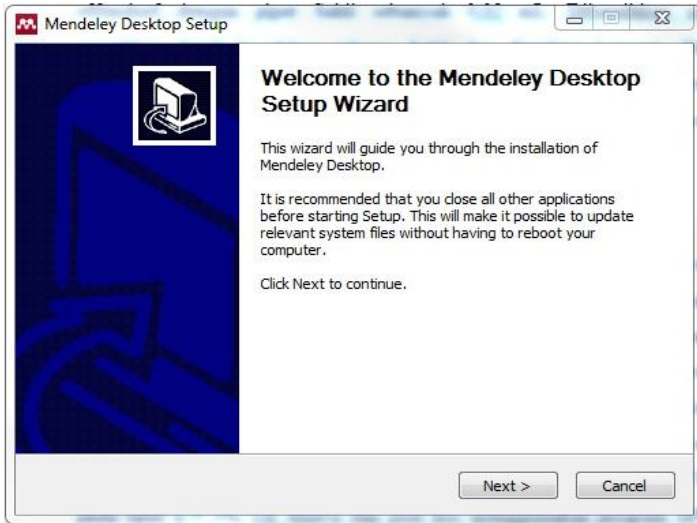 Mendeley Desktop Setup
Welcome to the Mendeley Desktop
Setup Wizard
This wizard will guide you through the installation of
Mendeley Desktop.
It is recommended that you close all other applications
before starting Setup. This will make it possible to update
relevant system files without having to reboot your
computer.
Click Next to continue.
Next >
Cancel